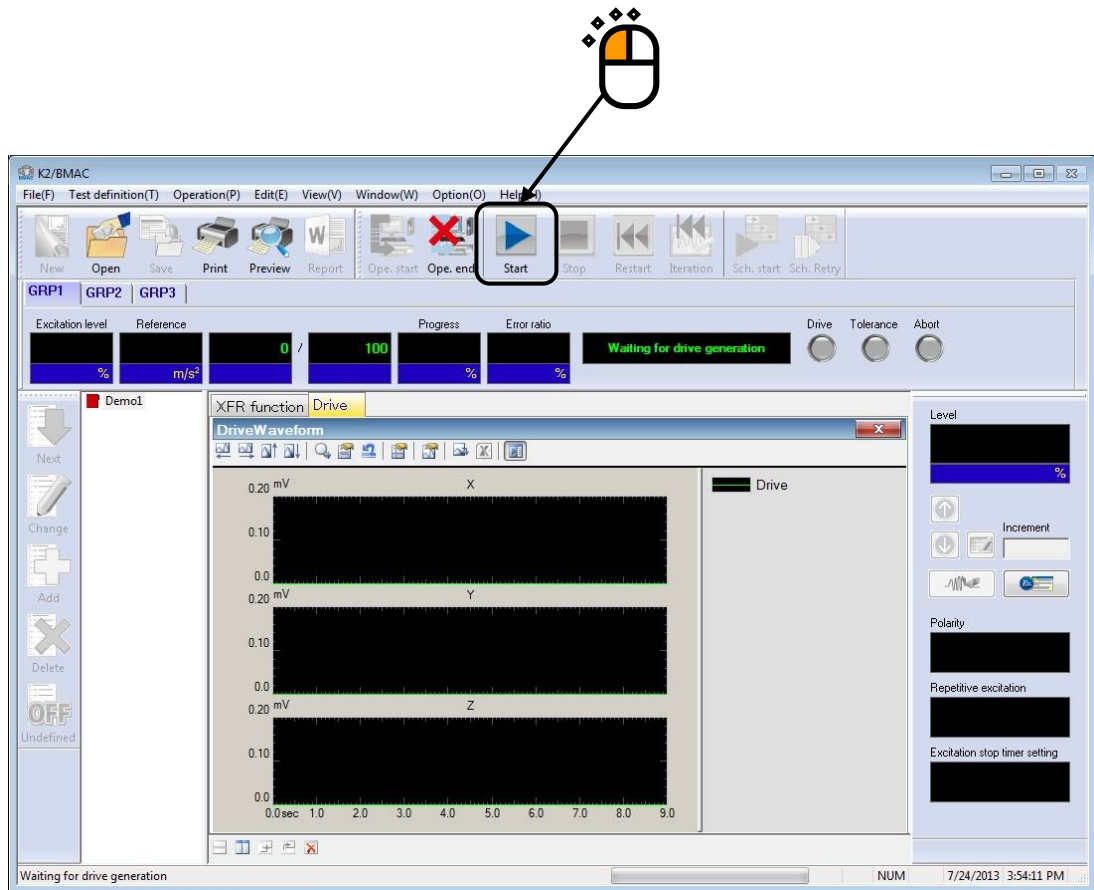 K2/BMAC
File(F) Test definition(T) Operation(P) Edit(E) View(V) Window(W) Option(O)
New Open Save Print Preview Report Ope. start Ope. end Start Stop Restart Iteration Sch. start Sch. Retry
GRP1 GRP2 GRP3
Excitation level Reference Progress Error ratio Drive Tolerance Abort
0 / 100 Waiting for drive generation
% m/s² % %
Demo1
XFR function Drive
Level
DriveWaveform
Next
%
0.20 mV X Drive
Change
0.10
Increment
0.0
Add
0.20 mV Y
Polarity
0.10
Delete
0.0
Repetitive excitation
0.20 mV Z
OFF
Undefined
0.10
Excitation stop timer setting
0.0
0.0sec 1.0 2.0 3.0 4.0 5.0 6.0 7.0 8.0 9.0
Waiting for drive generation NUM 7/24/2013 3:54:11 PM